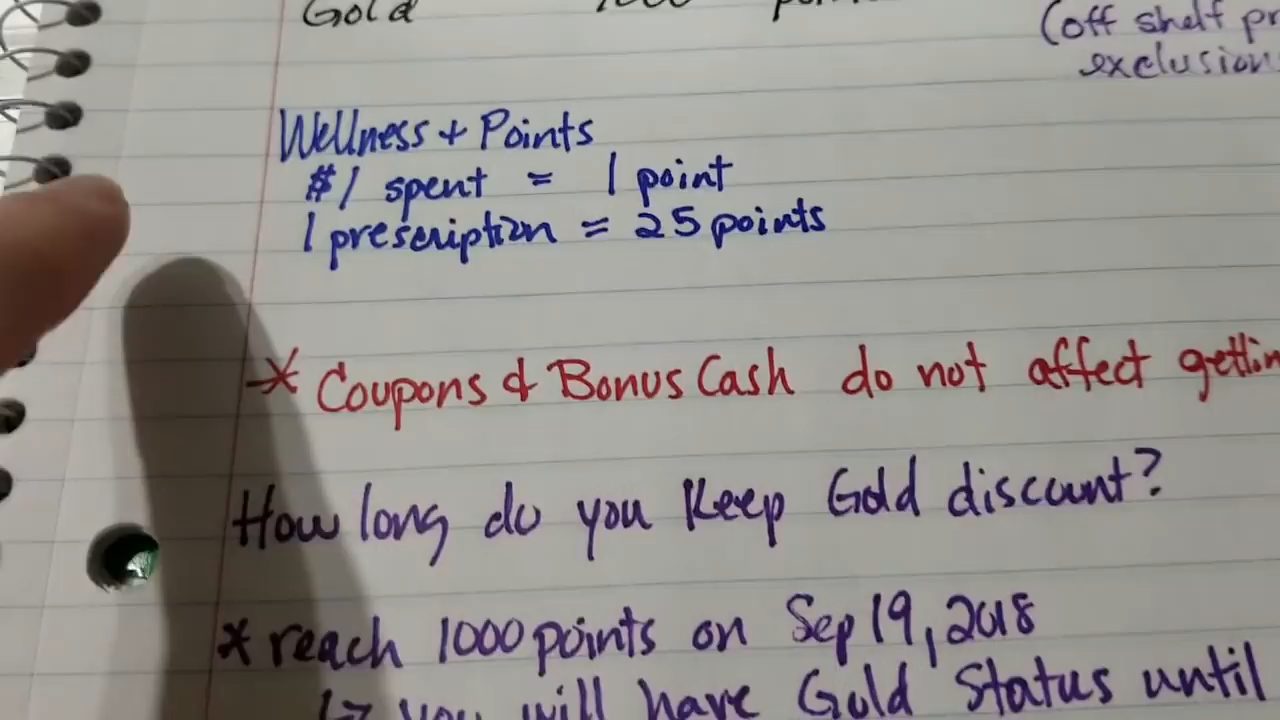 Gold 1000
(off shelf
exclusion
Wellness + Points
$1 spent = 1 point
1 prescription = 25 points
* Coupons & Bonus Cash do not affect
How long do you keep Gold discount?
* reach 1000 points on Sep 19, 2018
↳ you will have Gold Status until